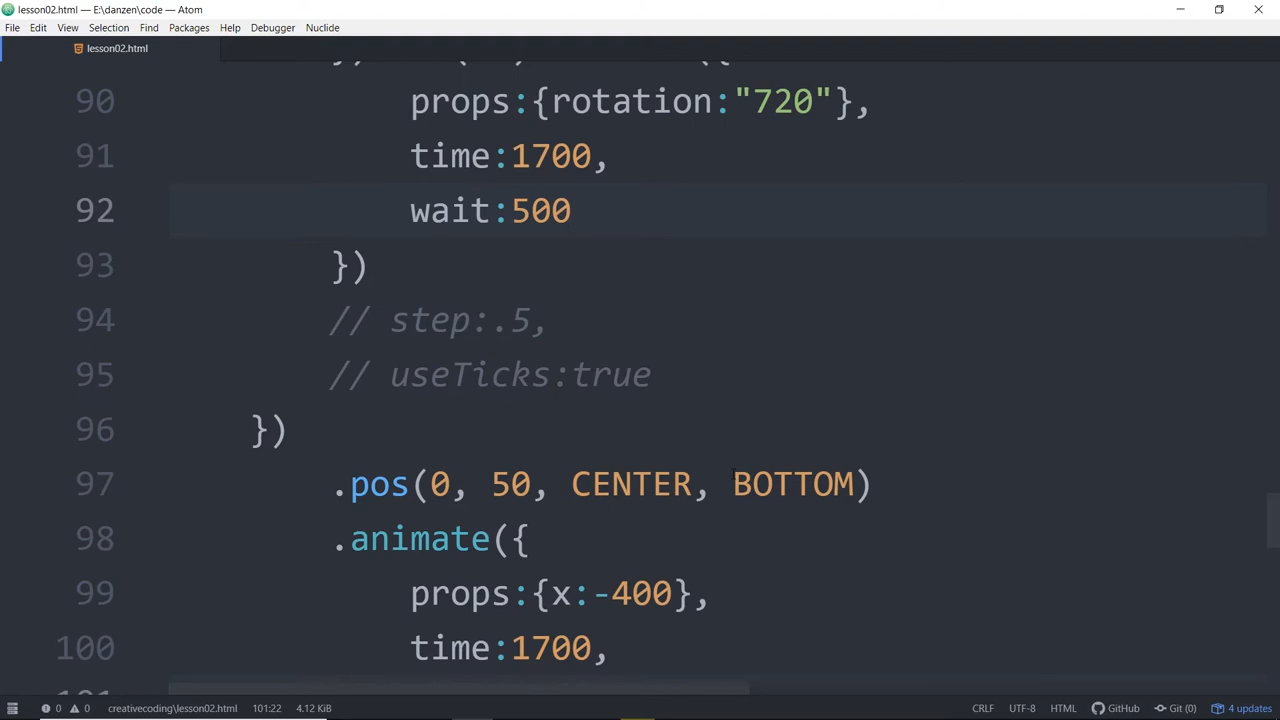 lesson02.html — E:\danzen\code — Atom
File Edit View Selection Find Packages Help Debugger Nuclide
lesson02.html
90 props:{rotation:"720"},
91 time:1700,
92 wait:500
93 })
94 // step:.5,
95 // useTicks:true
96 })
97 .pos(0, 50, CENTER, BOTTOM)
98 .animate({
99 props:{x:-400},
100 time:1700,
0 0 creativecoding\lesson02.html 4.12 KiB 101:22 CRLF UTF-8 HTML GitHub Git (0) 4 updates